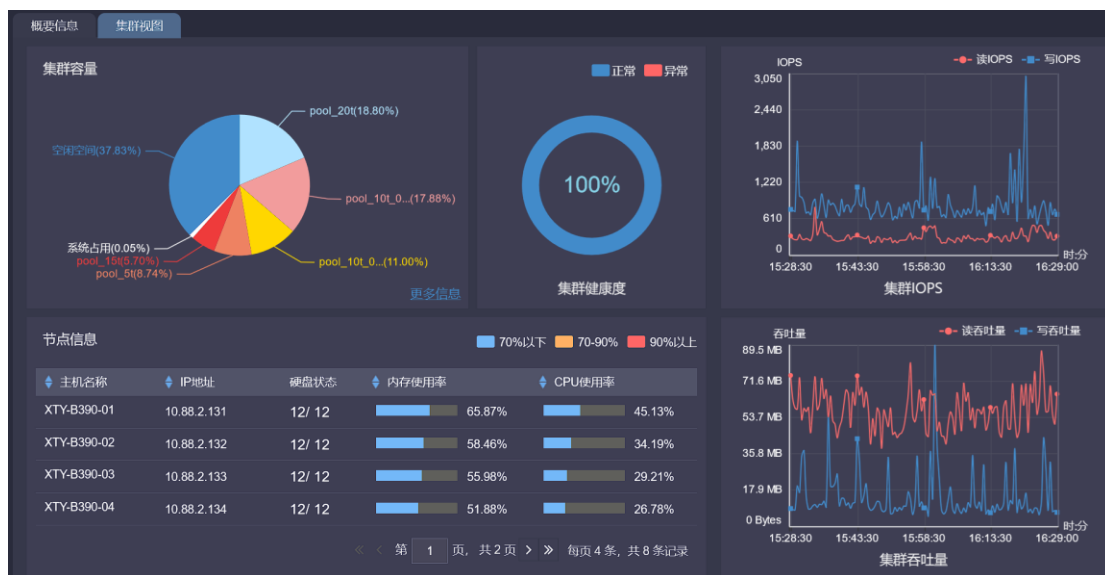 概要信息 集群视图
集群容量
pool_20t(18.80%)
空闲空间(37.83%)
pool_10t_0...(17.88%)
系统占用(0.05%)
pool_15t(5.70%)
pool_10t_0...(11.00%)
pool_5t(8.74%)
更多信息
正常 异常
100%
集群健康度
IOPS 读IOPS 写IOPS
3,050
2,440
1,830
1,220
610
0
时:分
15:28:30 15:43:30 15:58:30 16:13:30 16:29:00
集群IOPS
节点信息 70%以下 70-90% 90%以上
主机名称 IP地址 硬盘状态 内存使用率 CPU使用率
XTY-B390-01 10.88.2.131 12/ 12 65.87% 45.13%
XTY-B390-02 10.88.2.132 12/ 12 58.46% 34.19%
XTY-B390-03 10.88.2.133 12/ 12 55.98% 29.21%
XTY-B390-04 10.88.2.134 12/ 12 51.88% 26.78%
第 1 页, 共2页 每页4条, 共8条记录
吞吐量 读吞吐量 写吞吐量
89.5 MB
71.6 MB
53.7 MB
35.8 MB
17.9 MB
0 Bytes
时:分
15:28:30 15:43:30 15:58:30 16:13:30 16:29:00
集群吞吐量